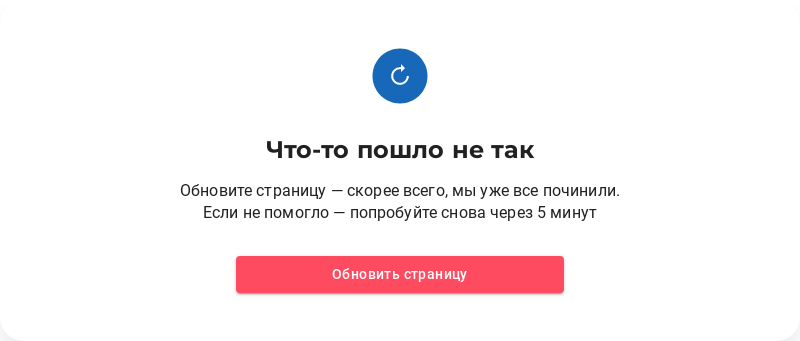 Что-то пошло не так
Обновите страницу — скорее всего, мы уже все починили.
Если не помогло — попробуйте снова через 5 минут
Обновить страницу